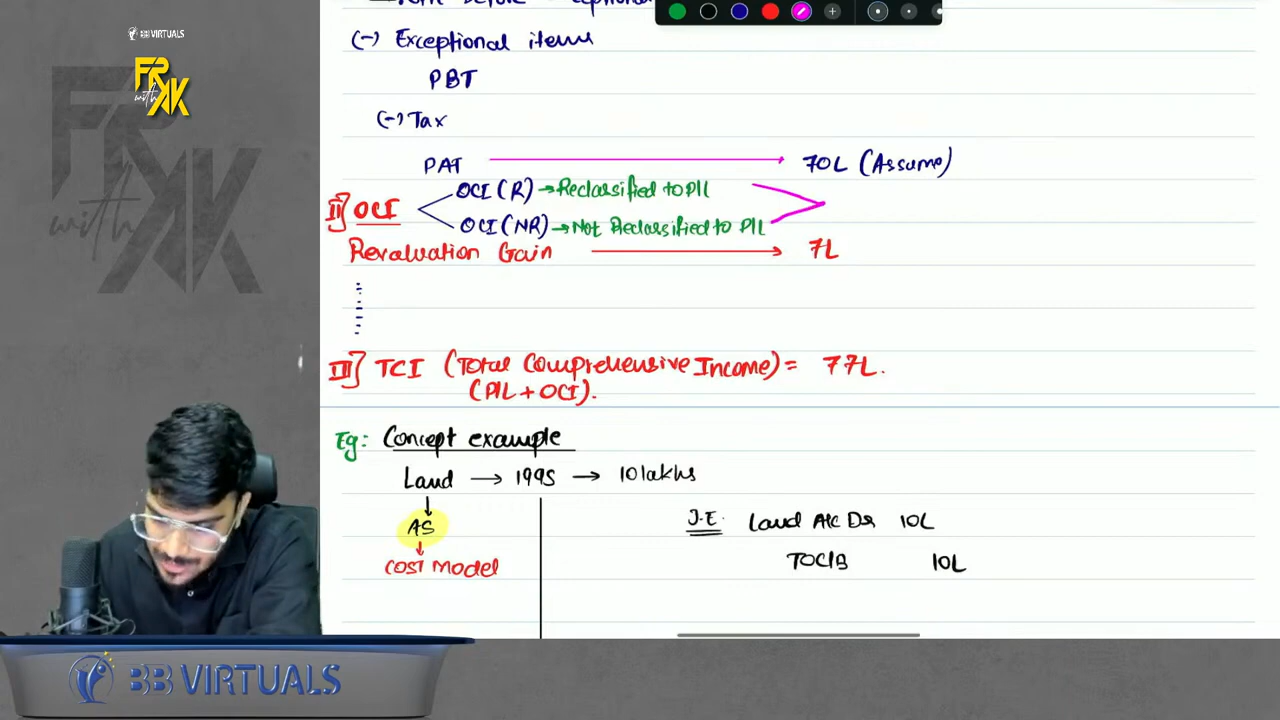 BB VIRTUALS
FR
with
AK
(-) Exceptional items
PBT
(-) Tax
PAT → 70L (Assume)
II] OCI
OCI (R) → Reclassified to P|L
OCI (NR) → Not Reclassified to P|L
Revaluation Gain → 7L
III] TCI (Total Comprehensive Income) = 77L.
(P|L + OCI).
Eg: Concept example
Land → 1995 → 10 lakhs
↓
AS
↓
COST Model
J.E. Land A/c Dr 10L
TO C/B 10L
BB VIRTUALS